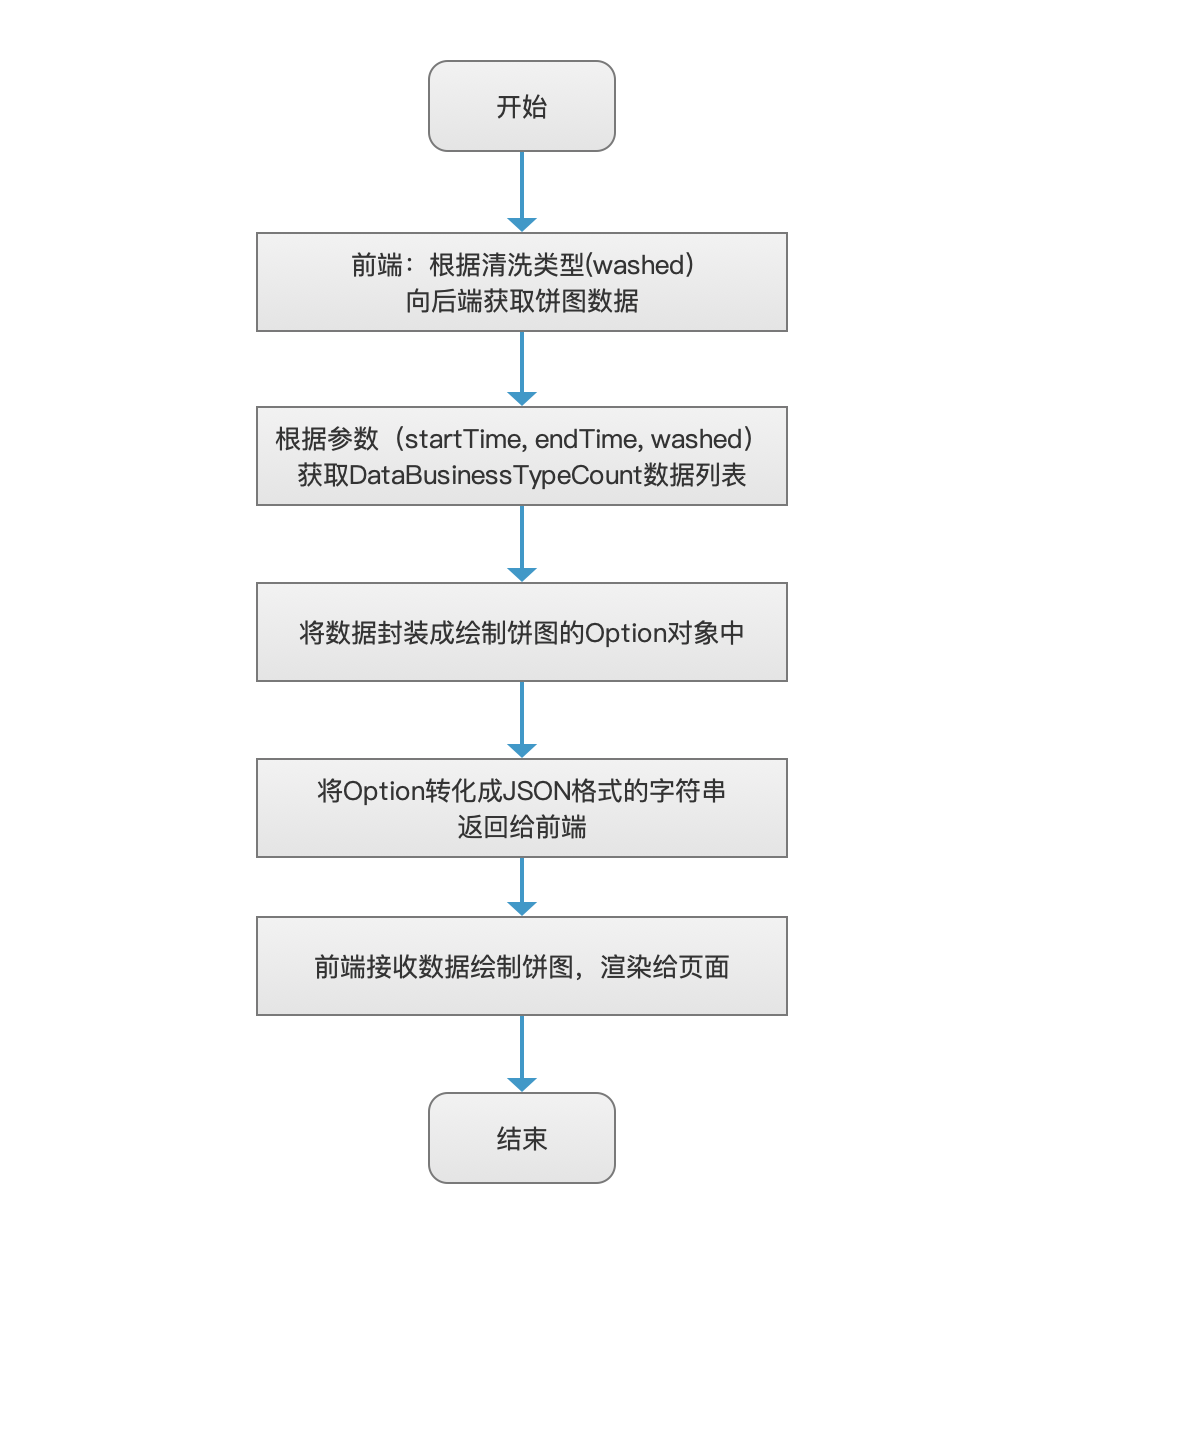 开始
前端：根据清洗类型(washed)
向后端获取饼图数据
根据参数（startTime, endTime, washed）
获取DataBusinessTypeCount数据列表
将数据封装成绘制饼图的Option对象中
将Option转化成JSON格式的字符串
返回给前端
前端接收数据绘制饼图，渲染给页面
结束